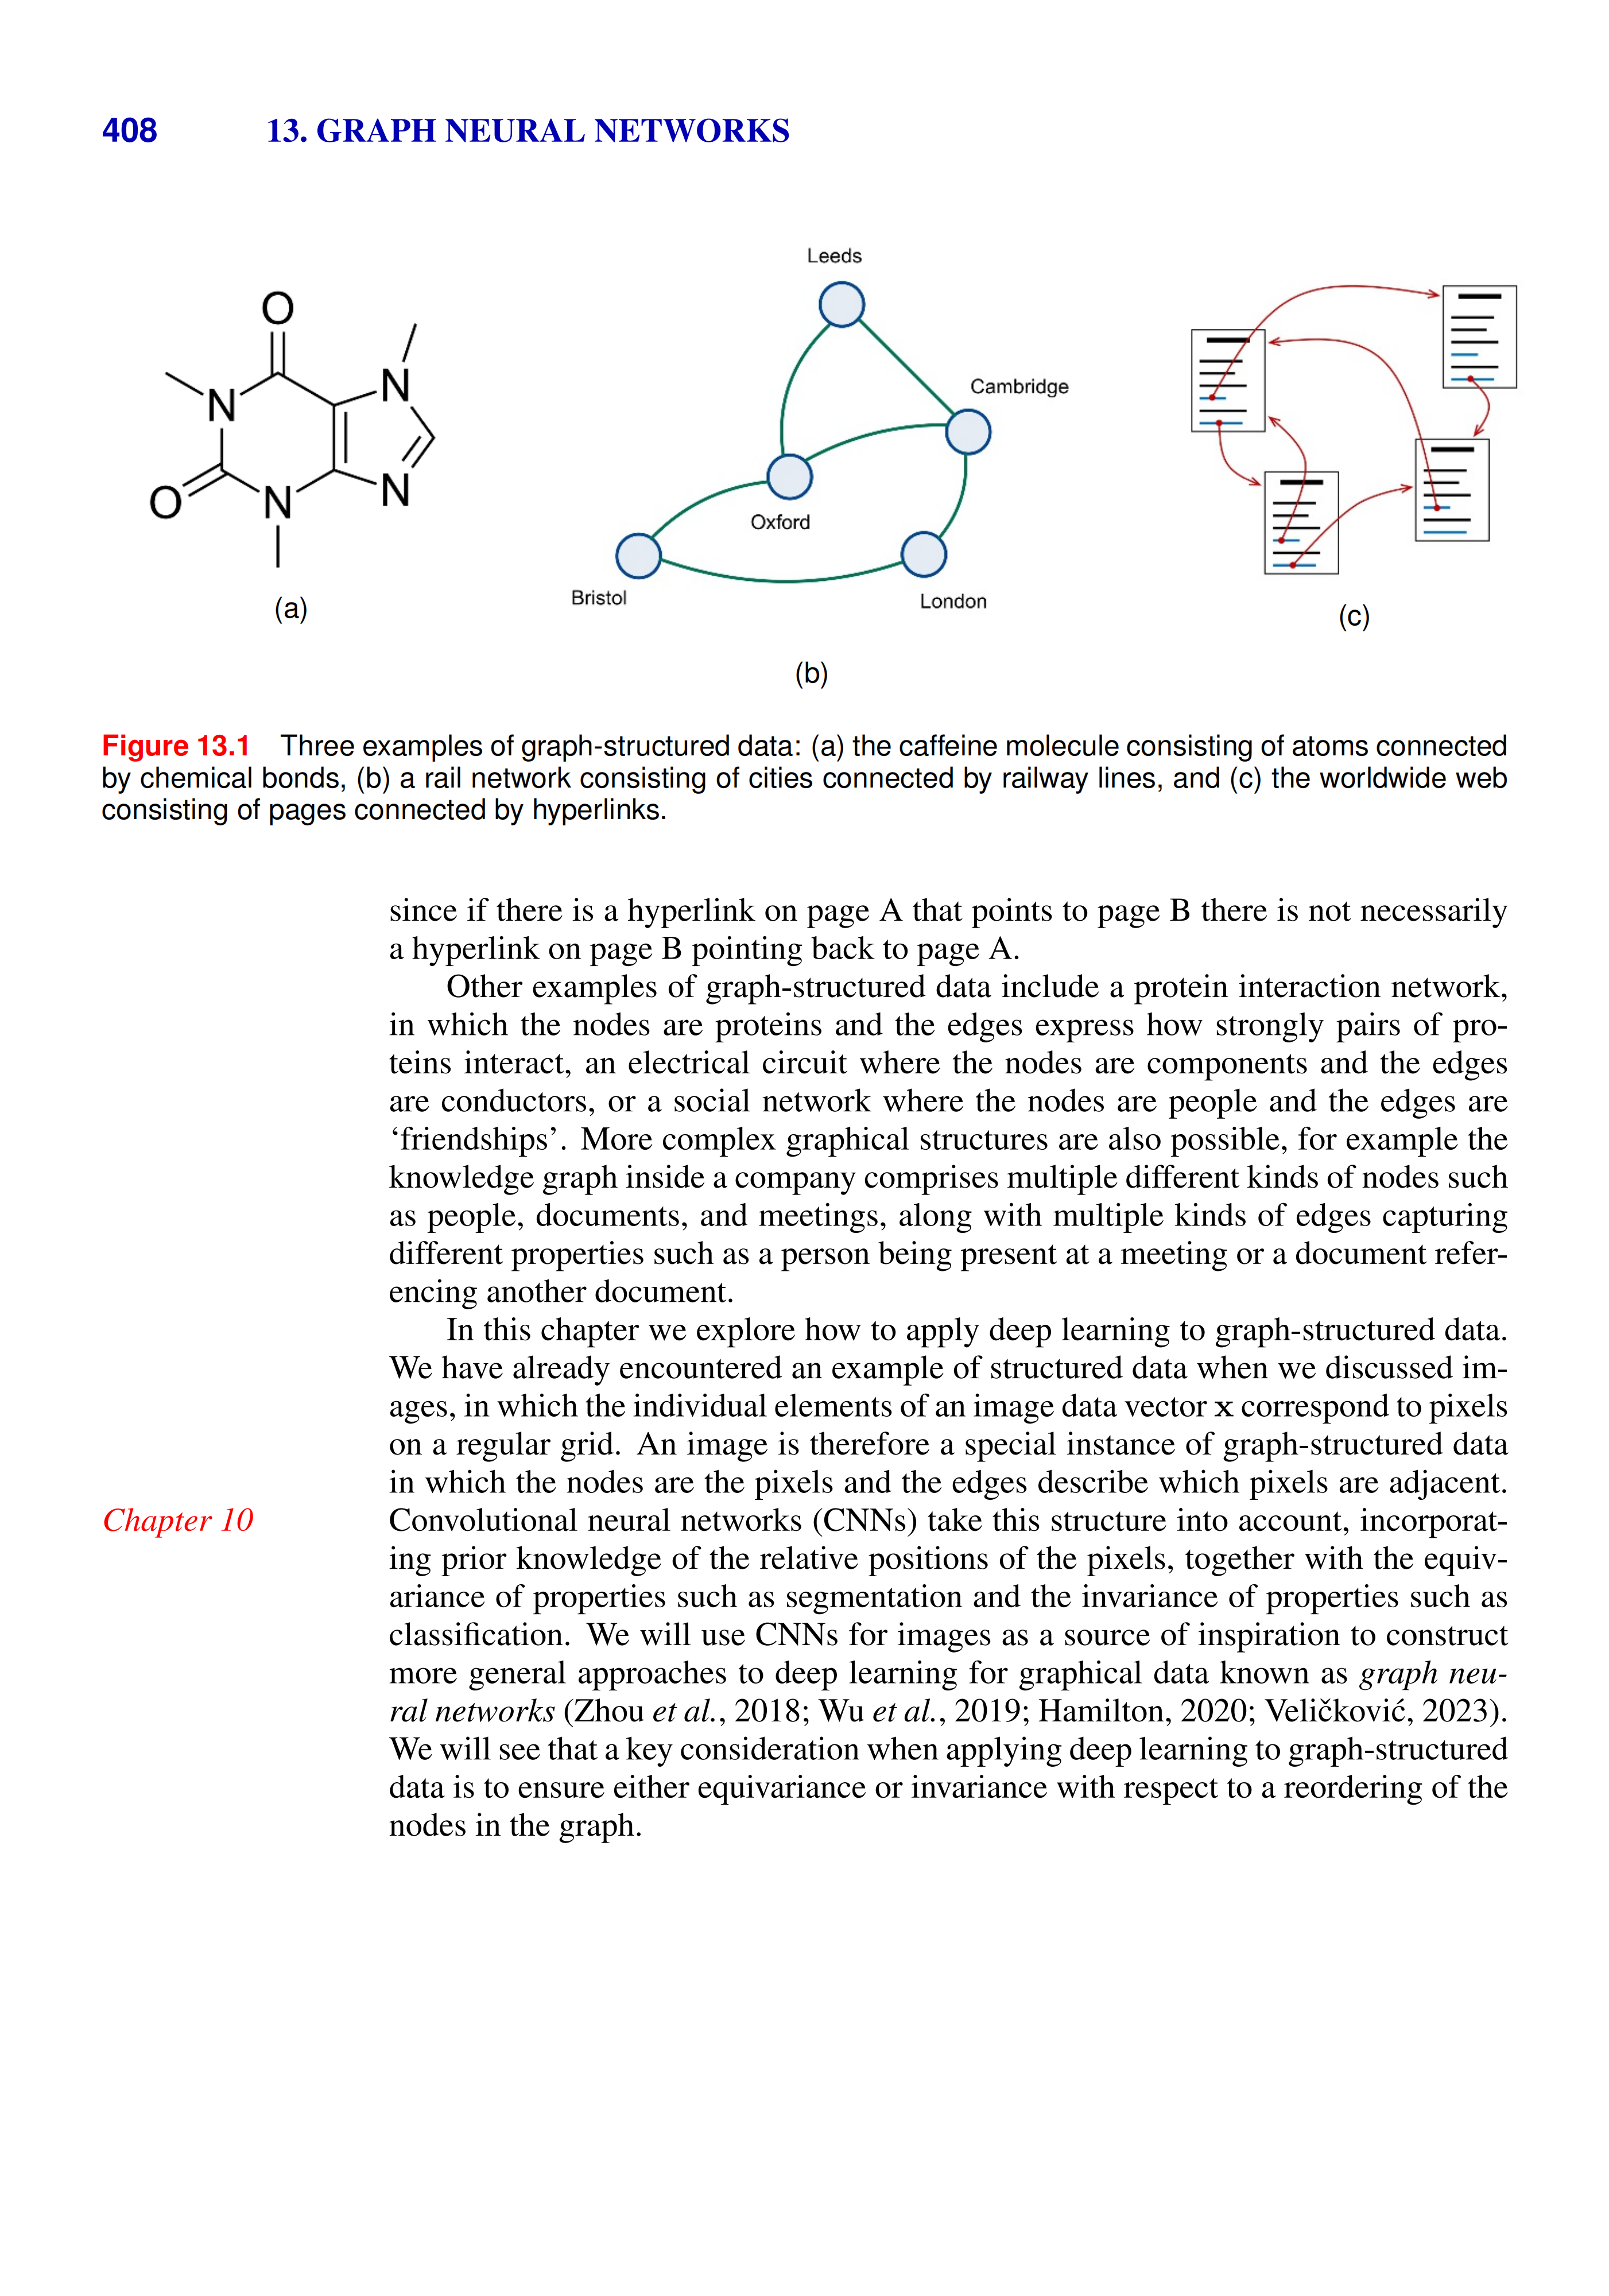 408 13. GRAPH NEURAL NETWORKS
O
N
N
O
N
N
(a)
Leeds
Cambridge
Oxford
Bristol
London
(b)
(c)
Figure 13.1 Three examples of graph-structured data: (a) the caffeine molecule consisting of atoms connected
by chemical bonds, (b) a rail network consisting of cities connected by railway lines, and (c) the worldwide web
consisting of pages connected by hyperlinks.
since if there is a hyperlink on page A that points to page B there is not necessarily
a hyperlink on page B pointing back to page A.
Other examples of graph-structured data include a protein interaction network,
in which the nodes are proteins and the edges express how strongly pairs of pro-
teins interact, an electrical circuit where the nodes are components and the edges
are conductors, or a social network where the nodes are people and the edges are
‘friendships’. More complex graphical structures are also possible, for example the
knowledge graph inside a company comprises multiple different kinds of nodes such
as people, documents, and meetings, along with multiple kinds of edges capturing
different properties such as a person being present at a meeting or a document refer-
encing another document.
In this chapter we explore how to apply deep learning to graph-structured data.
We have already encountered an example of structured data when we discussed im-
ages, in which the individual elements of an image data vector x correspond to pixels
on a regular grid. An image is therefore a special instance of graph-structured data
in which the nodes are the pixels and the edges describe which pixels are adjacent.
Chapter 10 Convolutional neural networks (CNNs) take this structure into account, incorporat-
ing prior knowledge of the relative positions of the pixels, together with the equiv-
ariance of properties such as segmentation and the invariance of properties such as
classification. We will use CNNs for images as a source of inspiration to construct
more general approaches to deep learning for graphical data known as graph neu-
ral networks (Zhou et al., 2018; Wu et al., 2019; Hamilton, 2020; Veličković, 2023).
We will see that a key consideration when applying deep learning to graph-structured
data is to ensure either equivariance or invariance with respect to a reordering of the
nodes in the graph.